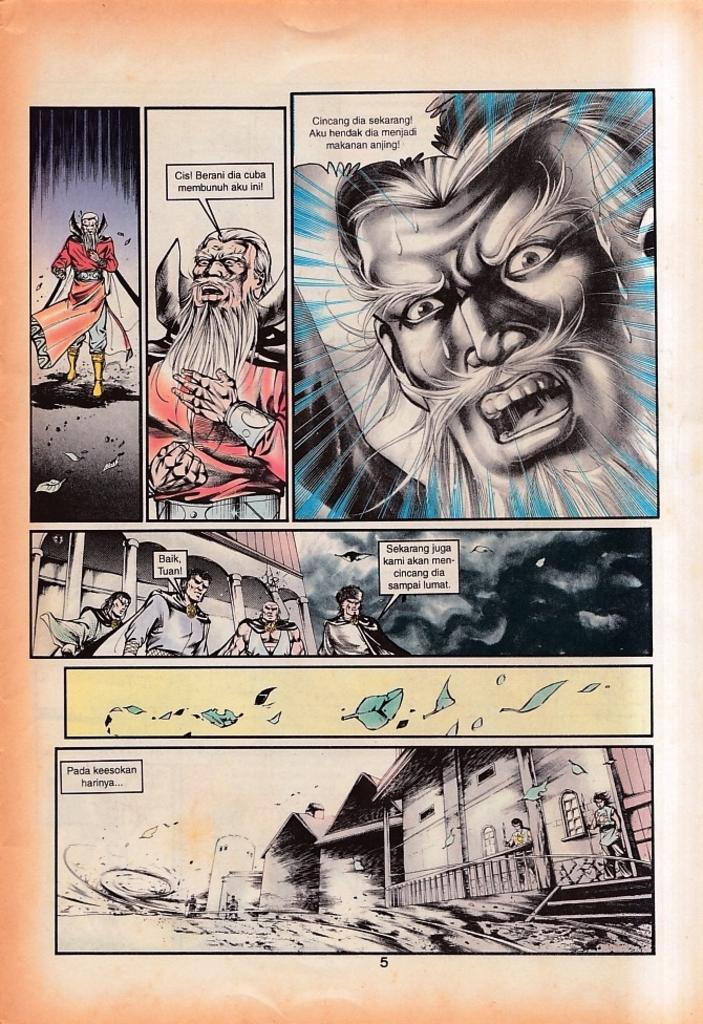 Cis! Berani dia cuba
membunuh aku ini!
Cincang dia sekarang!
Aku hendak dia menjadi
makanan anjing!
Baik,
Tuan!
Sekarang juga
kami akan men-
cincang dia
sampai lumat.
Pada keesokan
harinya...
5